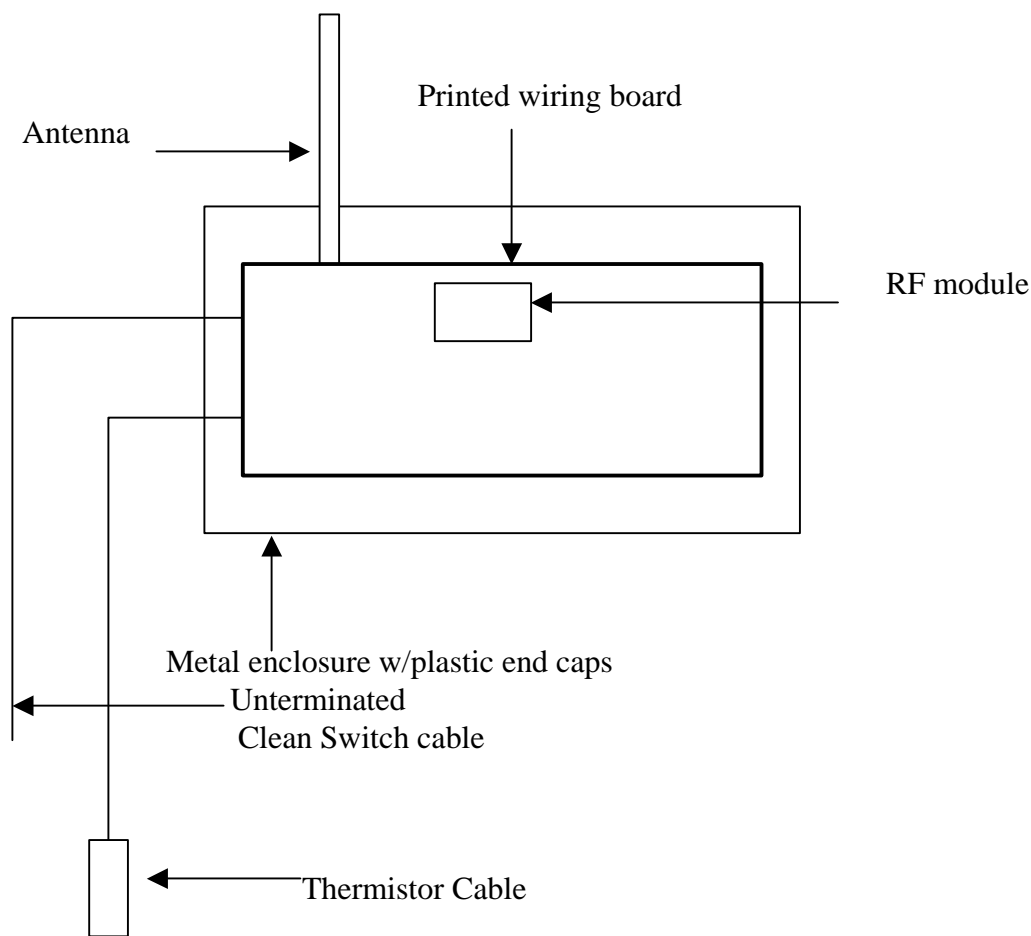 Printed wiring board
Antenna
RF module
Metal enclosure w/plastic end caps
Unterminated
Clean Switch cable
Thermistor Cable